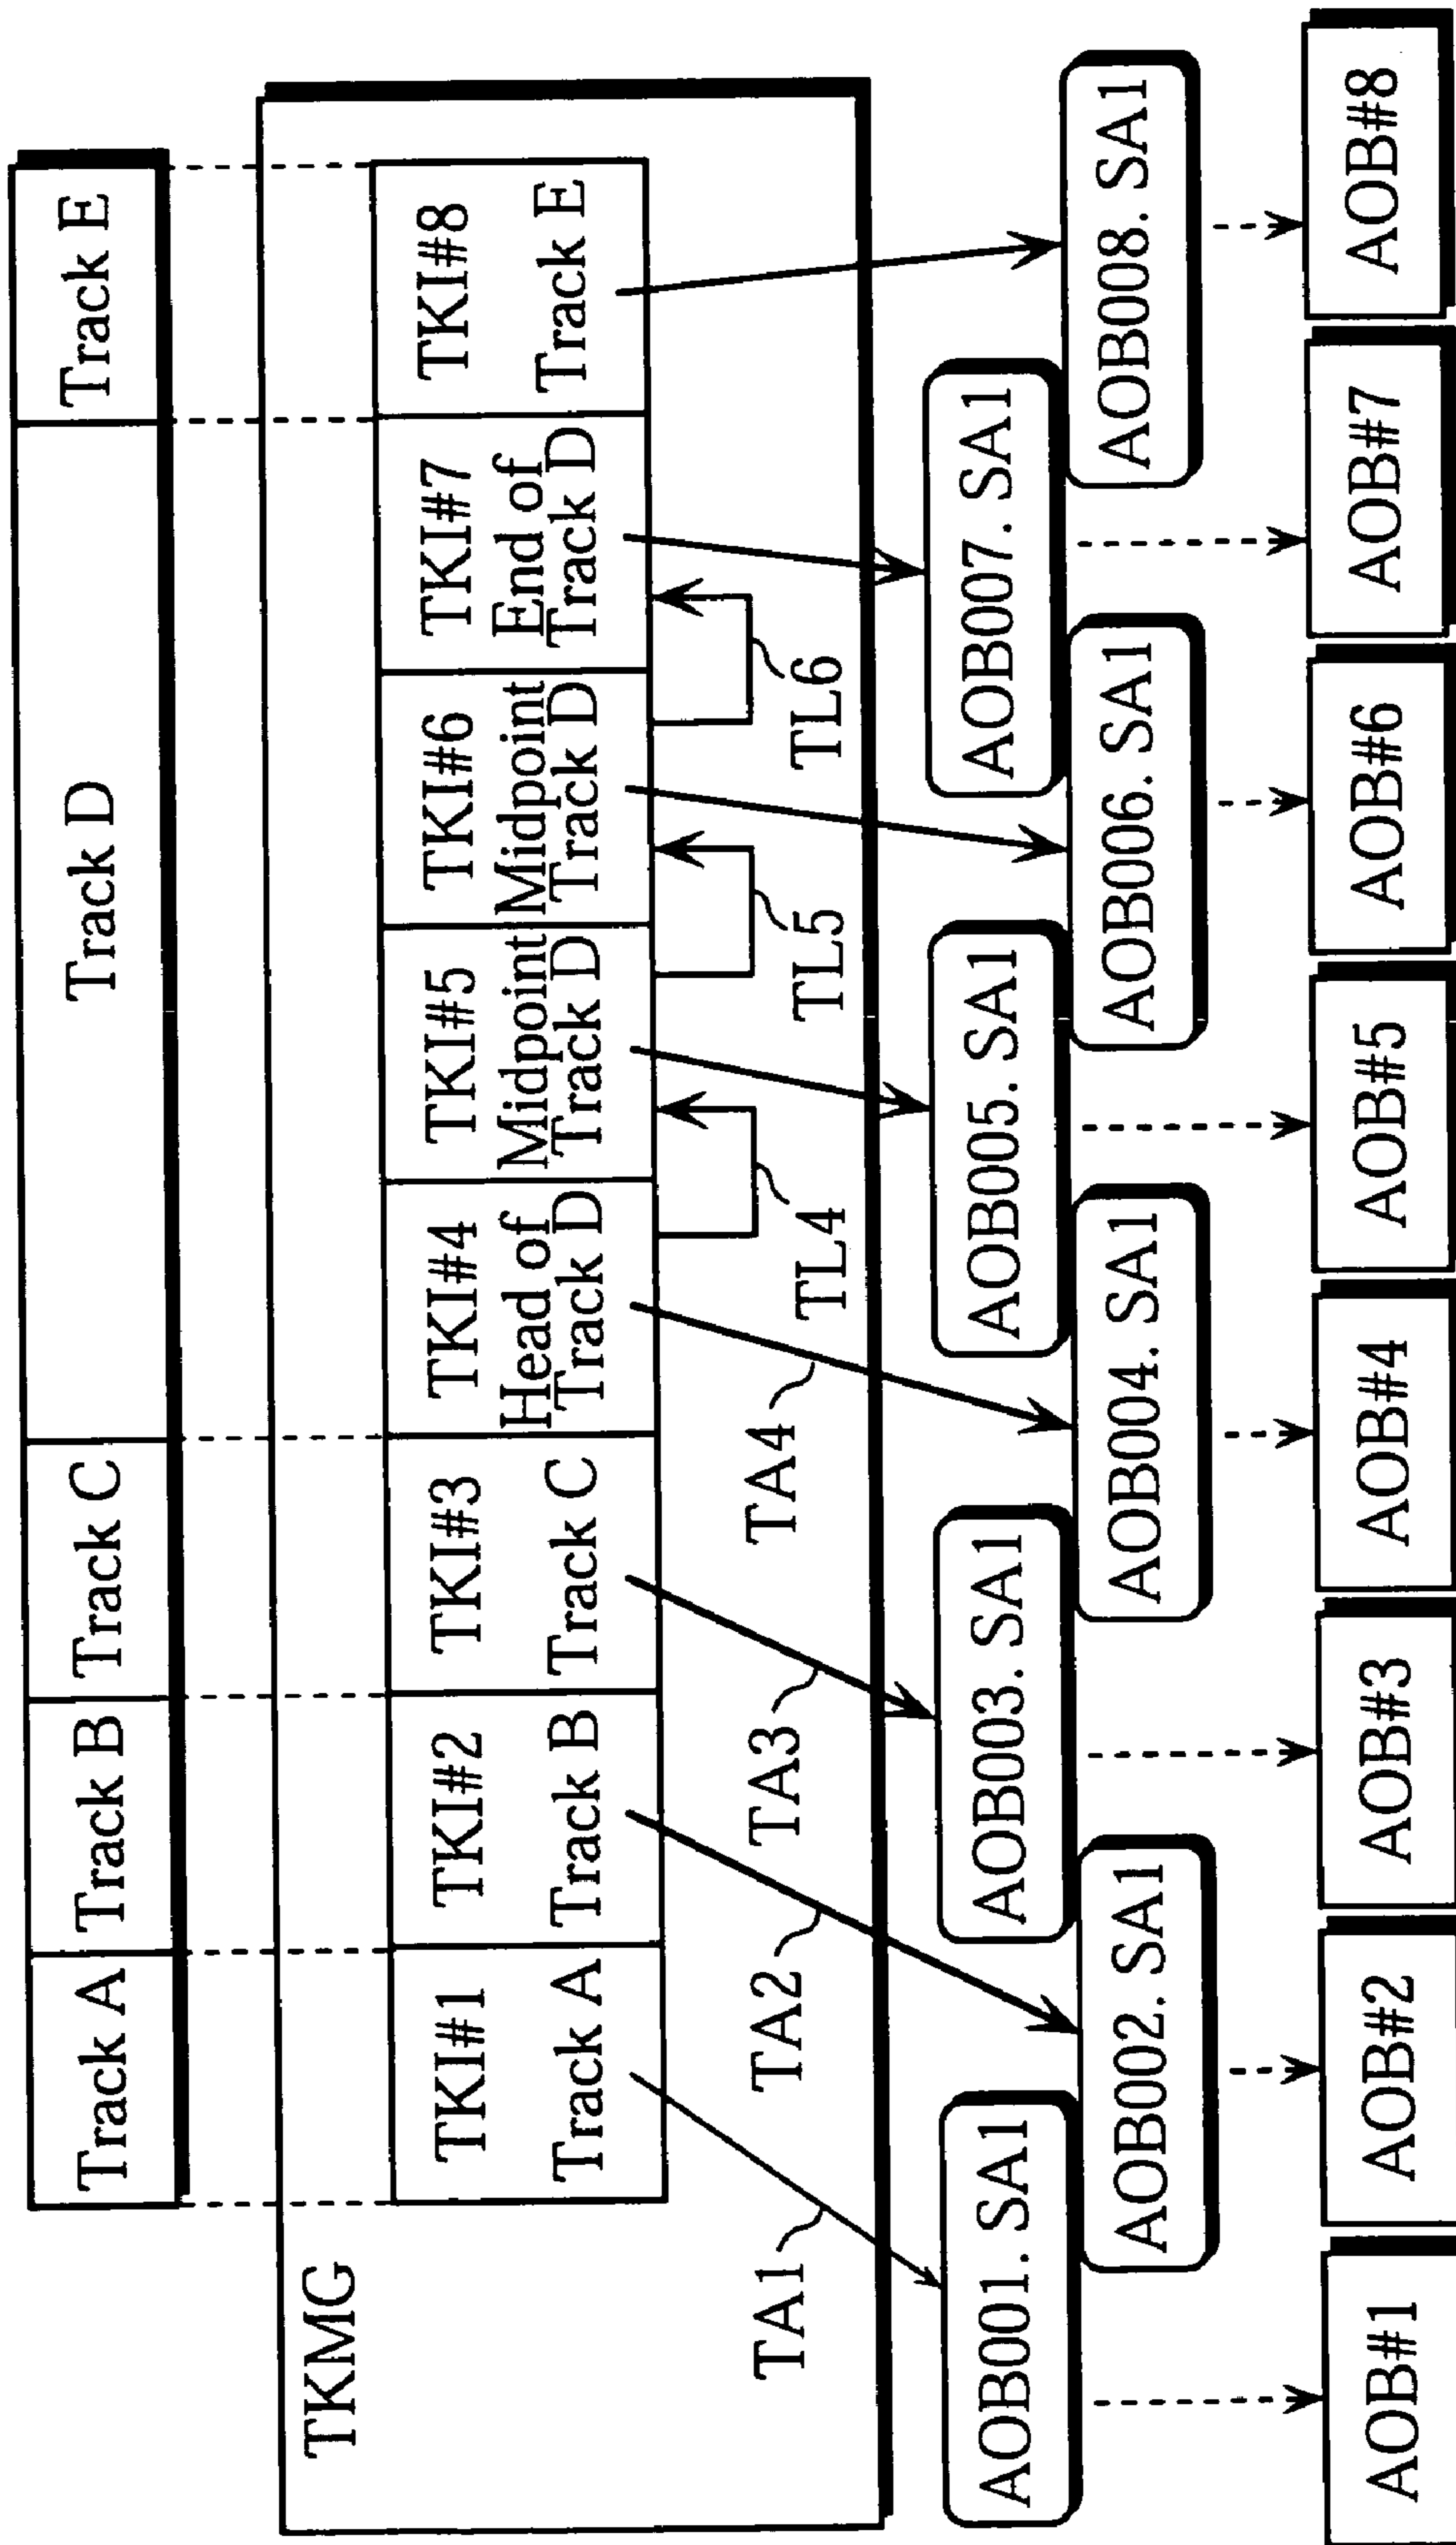 Track A
Track B
Track C
Track D
Track E
TKMG
TKI#1
Track A
TKI#2
Track B
TKI#3
Track C
TKI#4
Head of
Track D
TKI#5
Midpoint
Track D
TKI#6
Midpoint
Track D
TKI#7
End of
Track D
TKI#8
Track E
TA1
TA2
TA3
TA4
TL4
TL5
TL6
AOB001. SA1
AOB002. SA1
AOB003. SA1
AOB004. SA1
AOB005. SA1
AOB006. SA1
AOB007. SA1
AOB008. SA1
AOB#1
AOB#2
AOB#3
AOB#4
AOB#5
AOB#6
AOB#7
AOB#8